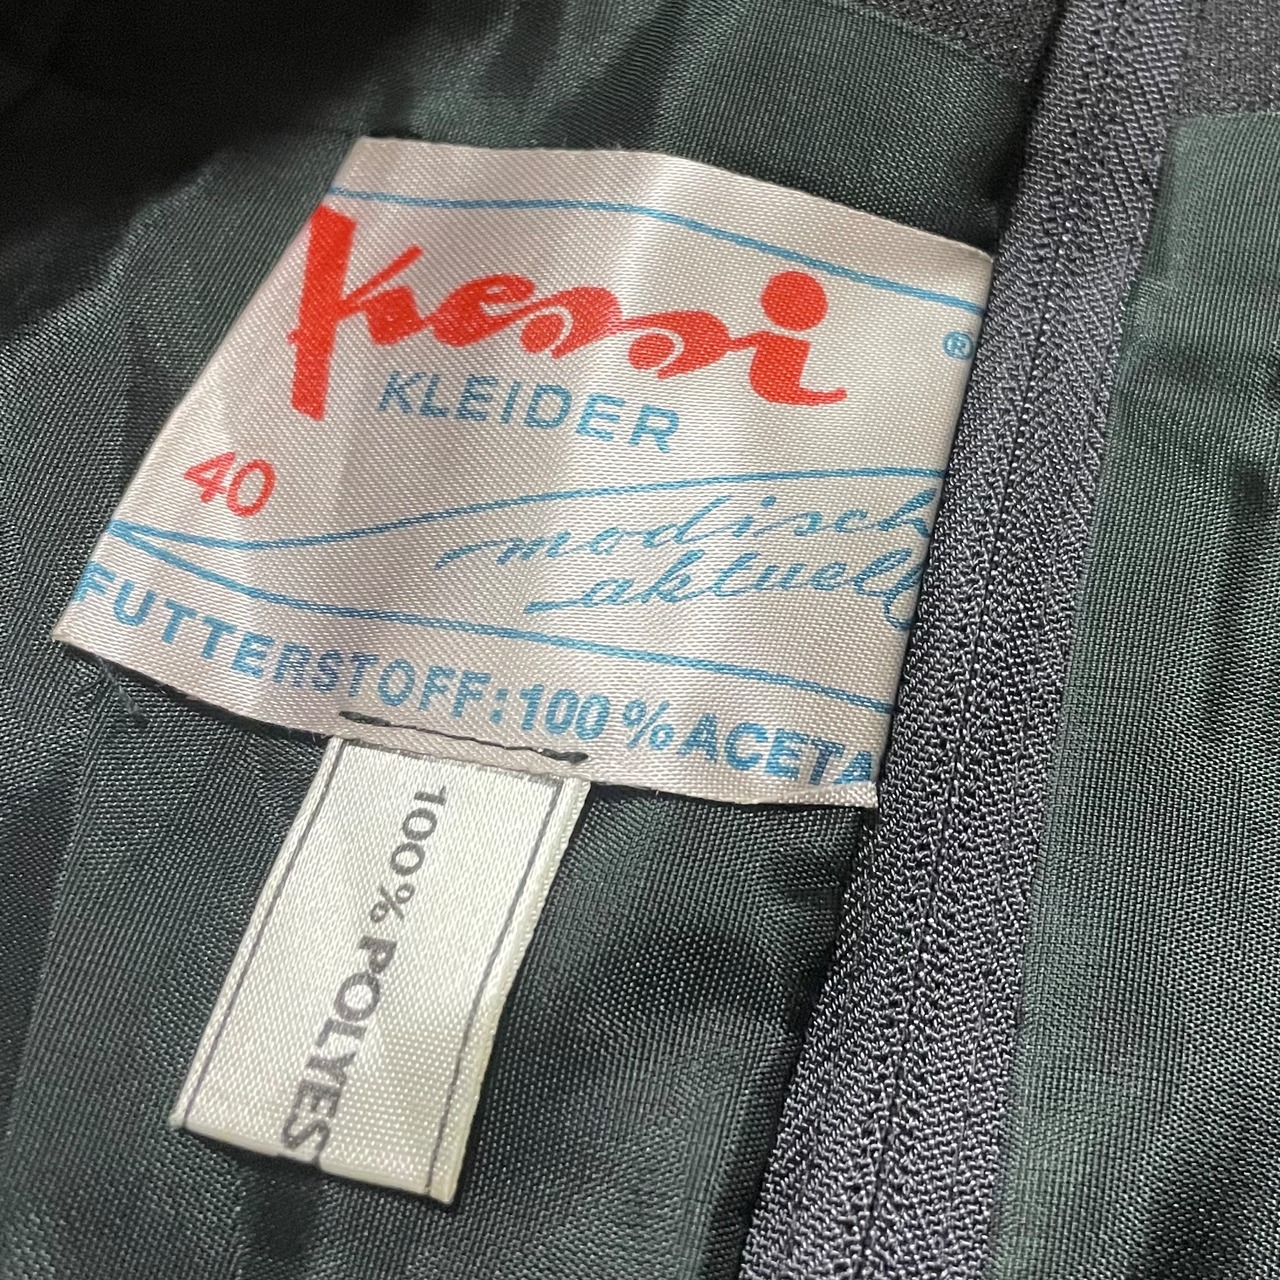 Kessi
®
KLEIDER
40
modisch
aktuell
FUTTERSTOFF: 100% ACETA
100% POLYES